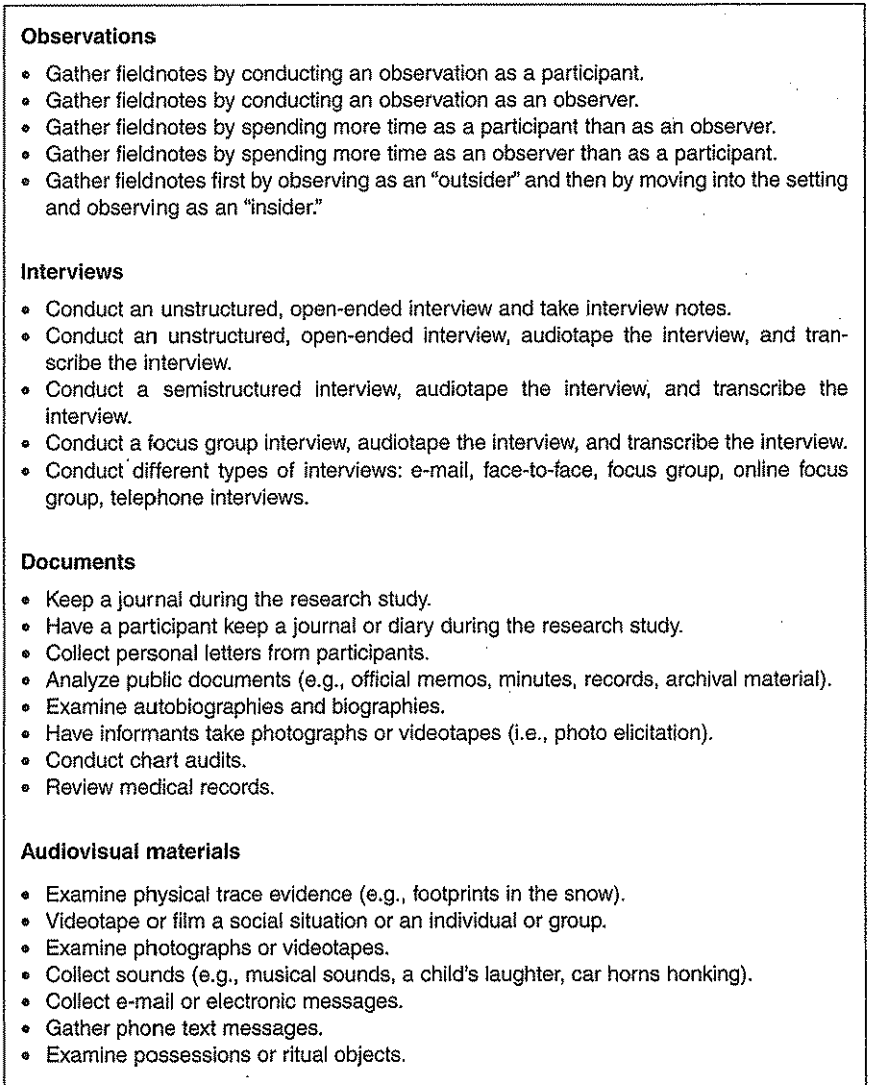 Observations
• Gather fieldnotes by conducting an observation as a participant.
• Gather fieldnotes by conducting an observation as an observer.
• Gather fieldnotes by spending more time as a participant than as an observer.
• Gather fieldnotes by spending more time as an observer than as a participant.
• Gather fieldnotes first by observing as an “outsider” and then by moving into the setting
and observing as an “insider.”
Interviews
• Conduct an unstructured, open-ended interview and take interview notes.
• Conduct an unstructured, open-ended interview, audiotape the interview, and tran-
scribe the interview.
• Conduct a semistructured interview, audiotape the interview, and transcribe the
interview.
• Conduct a focus group interview, audiotape the interview, and transcribe the interview.
• Conduct different types of interviews: e-mail, face-to-face, focus group, online focus
group, telephone interviews.
Documents
• Keep a journal during the research study.
• Have a participant keep a journal or diary during the research study.
• Collect personal letters from participants.
• Analyze public documents (e.g., official memos, minutes, records, archival material).
• Examine autobiographies and biographies.
• Have informants take photographs or videotapes (i.e., photo elicitation).
• Conduct chart audits.
• Review medical records.
Audiovisual materials
• Examine physical trace evidence (e.g., footprints in the snow).
• Videotape or film a social situation or an individual or group.
• Examine photographs or videotapes.
• Collect sounds (e.g., musical sounds, a child's laughter, car horns honking).
• Collect e-mail or electronic messages.
• Gather phone text messages.
• Examine possessions or ritual objects.